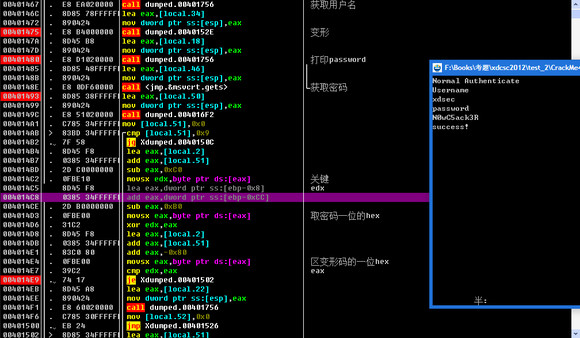 00401467 . E8 EA020000 call dumped.00401756 获取用户名
0040146C . 8D85 78FFFFFF lea eax,[local.34]
00401472 . 890424 mov dword ptr ss:[esp],eax
00401475 . E8 B4000000 call dumped.0040152E 变形
0040147A . 8D45 B8 lea eax,[local.18]
0040147D . 890424 mov dword ptr ss:[esp],eax
00401480 . E8 D1020000 call dumped.00401756 打印password
00401485 . 8D85 48FFFFFF lea eax,[local.46]
0040148B . 890424 mov dword ptr ss:[esp],eax
0040148E . E8 0DF60000 call <jmp.&msvcrt.gets> 获取密码
00401493 . 8D85 38FFFFFF lea eax,[local.50]
00401499 . 890424 mov dword ptr ss:[esp],eax
0040149C . E8 51020000 call dumped.004016F2
004014A1 . C785 34FFFFFF mov [local.51],0x0
004014AB > 83BD 34FFFFFF cmp [local.51],0x9
004014B2 . 7F 58 jg Xdumped.0040150C
004014B4 . 8D45 F8 lea eax,[local.2]
004014B7 . 0385 34FFFFFF add eax,[local.51]
004014BD . 2D C0000000 sub eax,0xC0
004014C2 . 0FBE10 movsx edx,byte ptr ds:[eax] 关键
004014C5 . 8D45 F8 lea eax,dword ptr ss:[ebp-0x8] edx
004014C8 . 0385 34FFFFFF add eax,dword ptr ss:[ebp-0xCC]
004014CE . 2D B0000000 sub eax,0xB0
004014D3 . 0FBE00 movsx eax,byte ptr ds:[eax] 取密码一位的hex
004014D6 . 31C2 xor edx,eax
004014D8 . 8D45 F8 lea eax,[local.2]
004014DB . 0385 34FFFFFF add eax,[local.51]
004014E1 . 83C0 80 add eax,-0x80
004014E4 . 0FBE00 movsx eax,byte ptr ds:[eax] 区变形码的一位hex
004014E7 . 39C2 cmp edx,eax eax
004014E9 . 74 17 je Xdumped.00401502
004014EB . 8D45 A8 lea eax,[local.22]
004014EE . 890424 mov dword ptr ss:[esp],eax
004014F1 . E8 60020000 call dumped.00401756
004014F6 . C785 30FFFFFF mov [local.52],0x0
00401500 . EB 24 jmp Xdumped.00401526
00401502 > 8D85 34FFFFFF lea eax,[local.51]
F:\Books\考题\xdcsc2012\test_2\CrackMe
Normal Authenticate
Username
xdsec
password
N0wC5ack3R
success!
半: